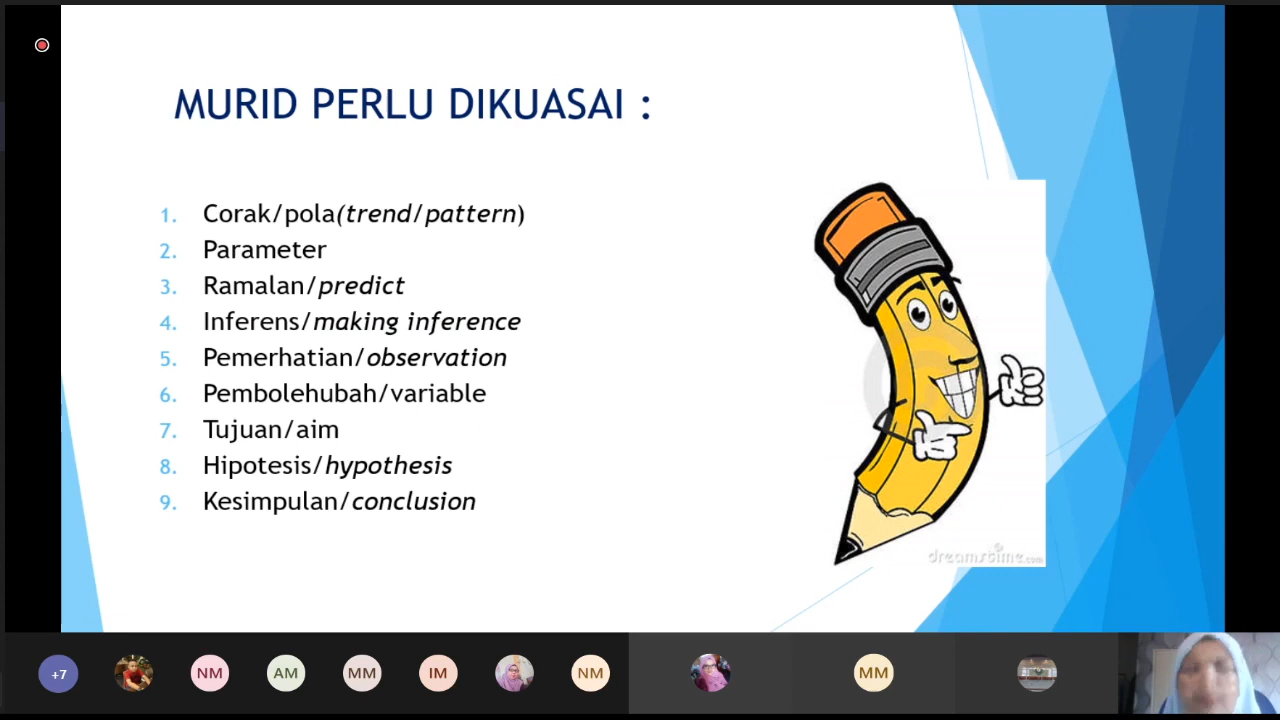 MURID PERLU DIKUASAI :
1. Corak/pola(trend/pattern)
2. Parameter
3. Ramalan/predict
4. Inferens/making inference
5. Pemerhatian/observation
6. Pembolehubah/variable
7. Tujuan/aim
8. Hipotesis/hypothesis
9. Kesimpulan/conclusion
dreamstime.com
+7 NM AM MM IM NM MM